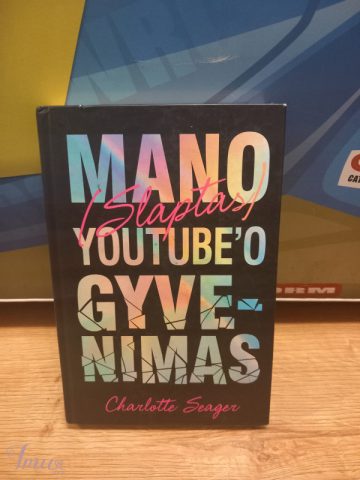 MANO
(Slaptas)
YOUTUBE'O
GYVE-
NIMAS
Charlotte Seager